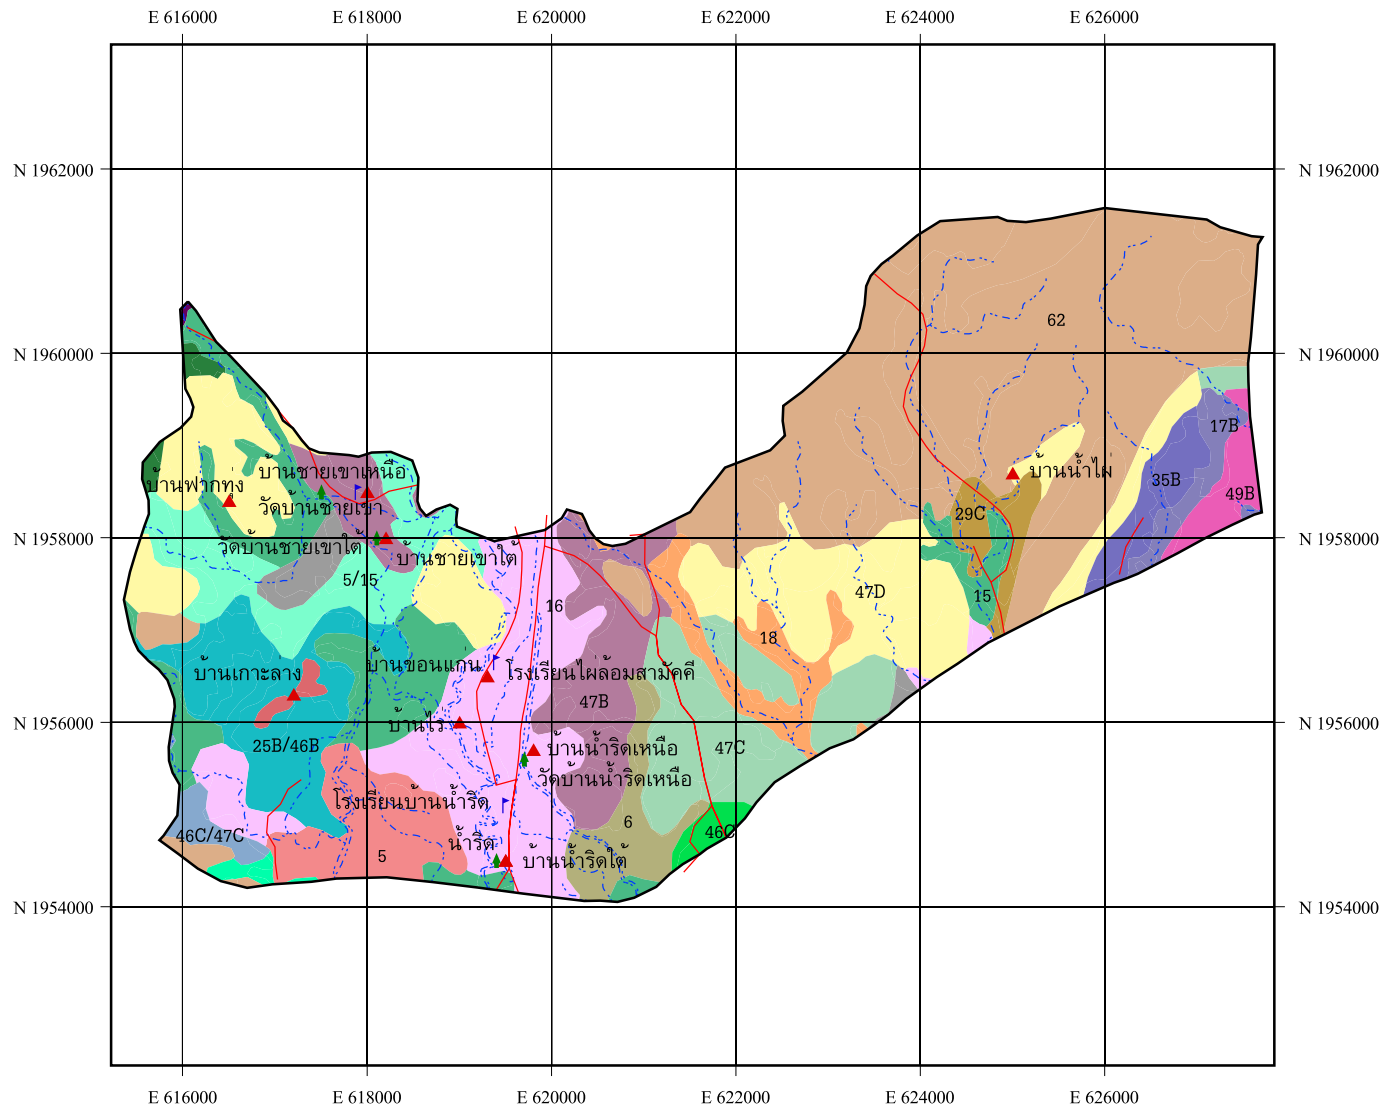 E 616000 E 618000 E 620000 E 622000 E 624000 E 626000
N 1962000 N 1962000
62
N 1960000 N 1960000
17B
บ้านชายเขาเหนือ บ้านน้ำไผ่
บ้านฟากทุ่ง 35B
49B
วัดบ้านชายเขา 29C
N 1958000 วัดบ้านชายเขาใต้ N 1958000
บ้านชายเขาใต้
5/15 47D 15
16
18
บ้านขอนแก่น โรงเรียนไผ่ล้อมสามัคคี
บ้านเกาะลาง
47B
N 1956000 บ้านไร่ N 1956000
25B/46B บ้านน้ำริดเหนือ 47C
วัดบ้านน้ำริดเหนือ
โรงเรียนบ้านน้ำริด
6
46C/47C น้ำริด 46C
5 บ้านน้ำริดใต้
N 1954000 N 1954000
E 616000 E 618000 E 620000 E 622000 E 624000 E 626000